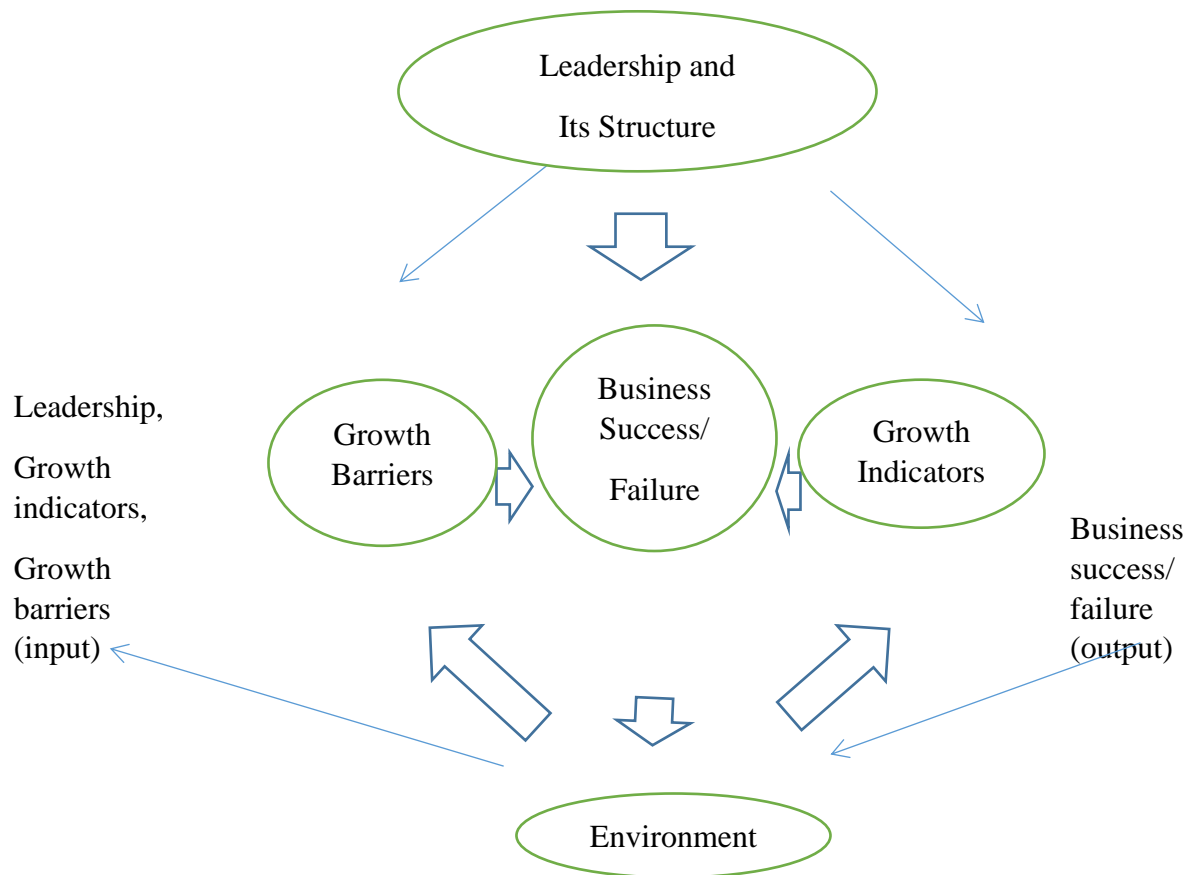 Leadership and
Its Structure
Leadership,
Growth
indicators,
Growth
barriers
(input)
Growth
Barriers
Business
Success/
Failure
Growth
Indicators
Business
success/
failure
(output)
Environment